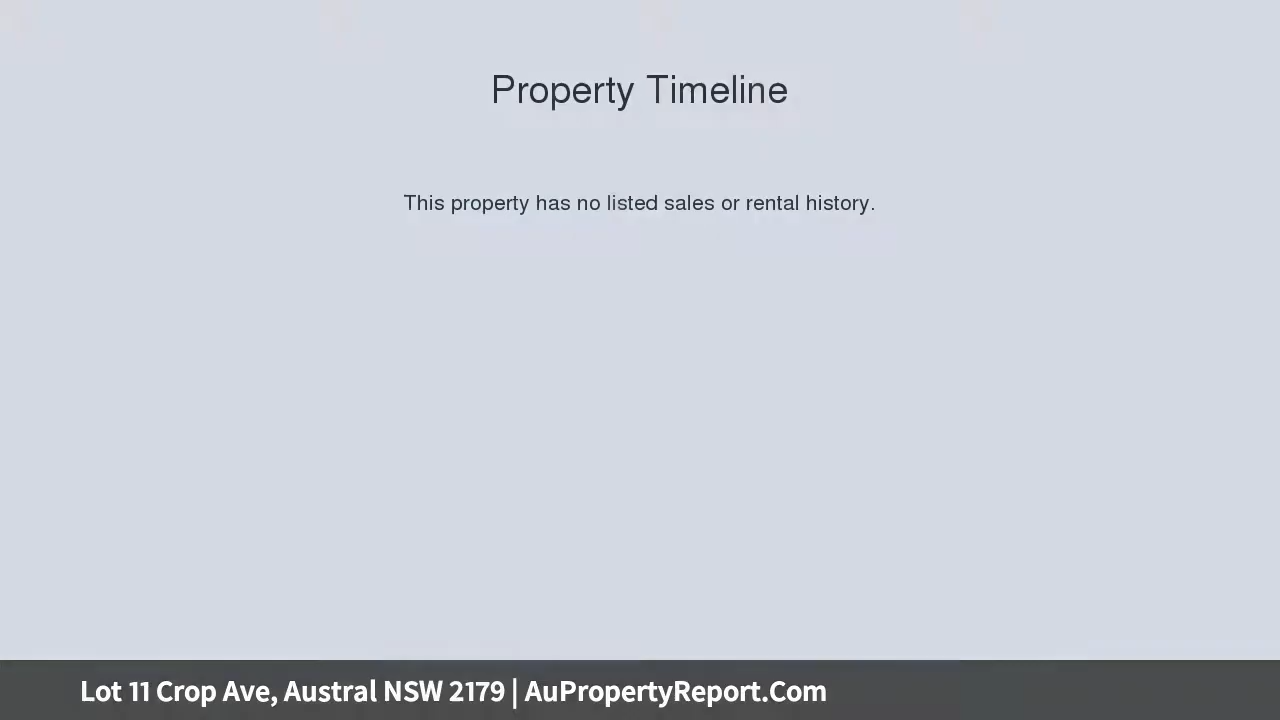 Property Timeline
This property has no listed sales or rental history.
Lot 11 Crop Ave, Austral NSW 2179 | AuPropertyReport.Com